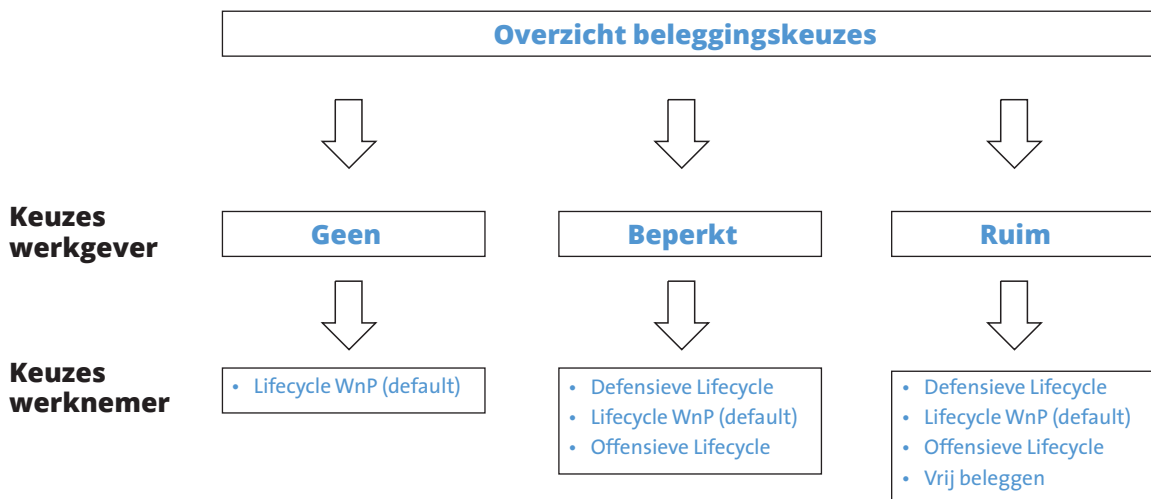 Overzicht beleggingskeuzes
Keuzes
werkgever
Geen
Beperkt
Ruim
Keuzes
werknemer
• Lifecycle WnP (default)
• Defensieve Lifecycle
• Lifecycle WnP (default)
• Offensieve Lifecycle
• Defensieve Lifecycle
• Lifecycle WnP (default)
• Offensieve Lifecycle
• Vrij beleggen